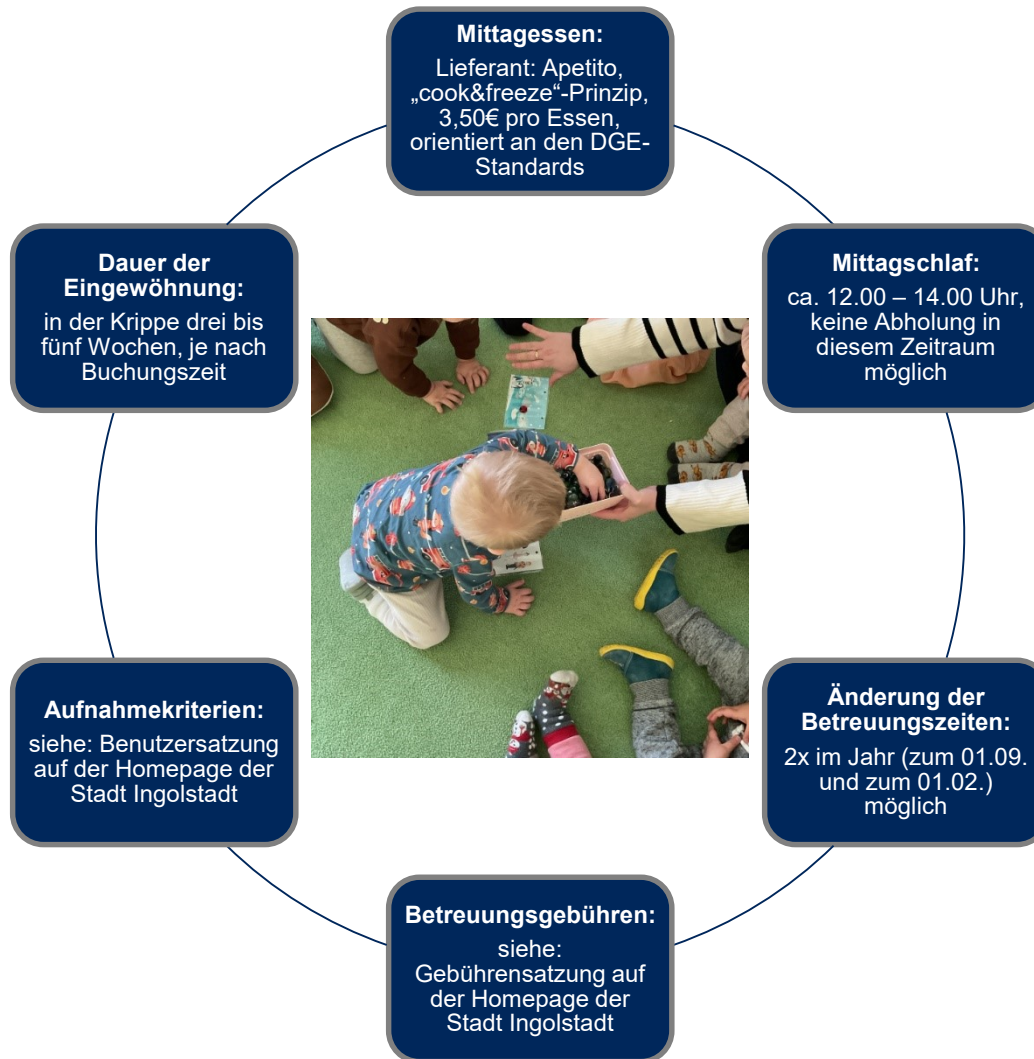 Mittagessen:
Lieferant: Apetito,
„cook&freeze“-Prinzip,
3,50€ pro Essen,
orientiert an den DGE-
Standards
Mittagschlaf:
ca. 12.00 – 14.00 Uhr,
keine Abholung in
diesem Zeitraum
möglich
Änderung der
Betreuungszeiten:
2x im Jahr (zum 01.09.
und zum 01.02.)
möglich
Betreuungsgebühren:
siehe:
Gebührensatzung auf
der Homepage der
Stadt Ingolstadt
Aufnahmekriterien:
siehe: Benutzersatzung
auf der Homepage der
Stadt Ingolstadt
Dauer der
Eingewöhnung:
in der Krippe drei bis
fünf Wochen, je nach
Buchungszeit